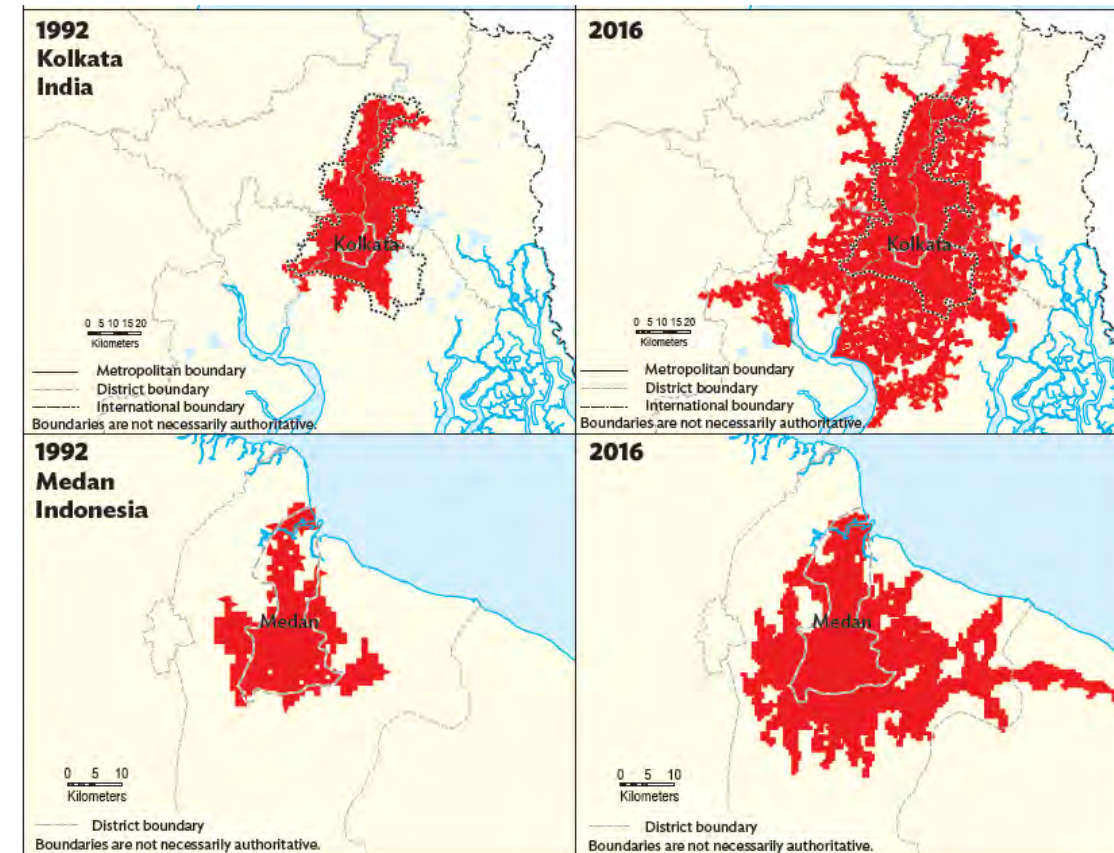 1992
Kolkata
India
Kolkata
0 5 10 15 20
Kilometers
Metropolitan boundary
District boundary
International boundary
Boundaries are not necessarily authoritative.
2016
Kolkata
0 5 10 15 20
Kilometers
Metropolitan boundary
District boundary
International boundary
Boundaries are not necessarily authoritative.
1992
Medan
Indonesia
Medan
0 5 10
Kilometers
District boundary
Boundaries are not necessarily authoritative.
2016
Medan
0 5 10
Kilometers
District boundary
Boundaries are not necessarily authoritative.